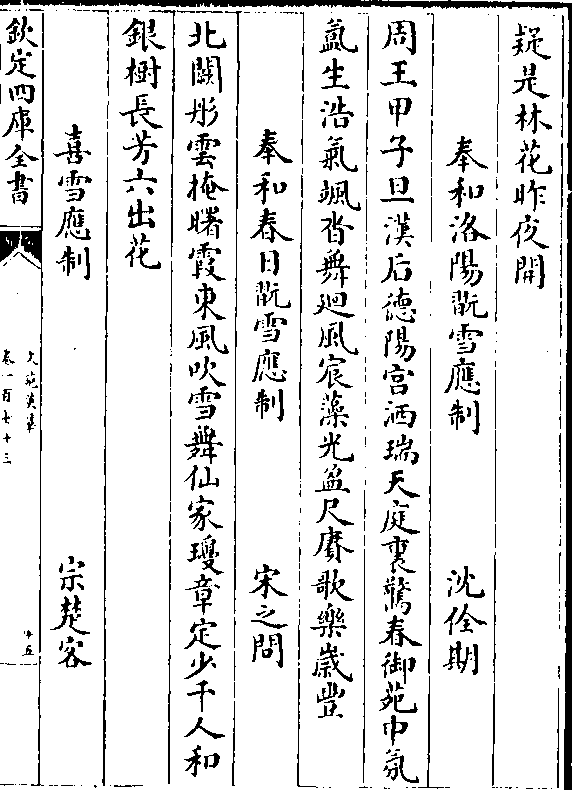 疑是林花昨夜開
奉和洛陽翫雪應制 沈佺期
周王甲子旦漢后德陽宫洒瑞天庭裏驚春御苑中氛
氲生浩氣颯沓舞迴風宸藻光盈尺賡歌樂歲豐
奉和春日翫雪應制 宋之問
北闕彤雲掩曙霞東風吹雪舞仙家瓊章定少千人和
銀樹長芳六出花
喜雪應制 宗楚客
欽定四庫全書
文苑英華
卷一百七十三
十五